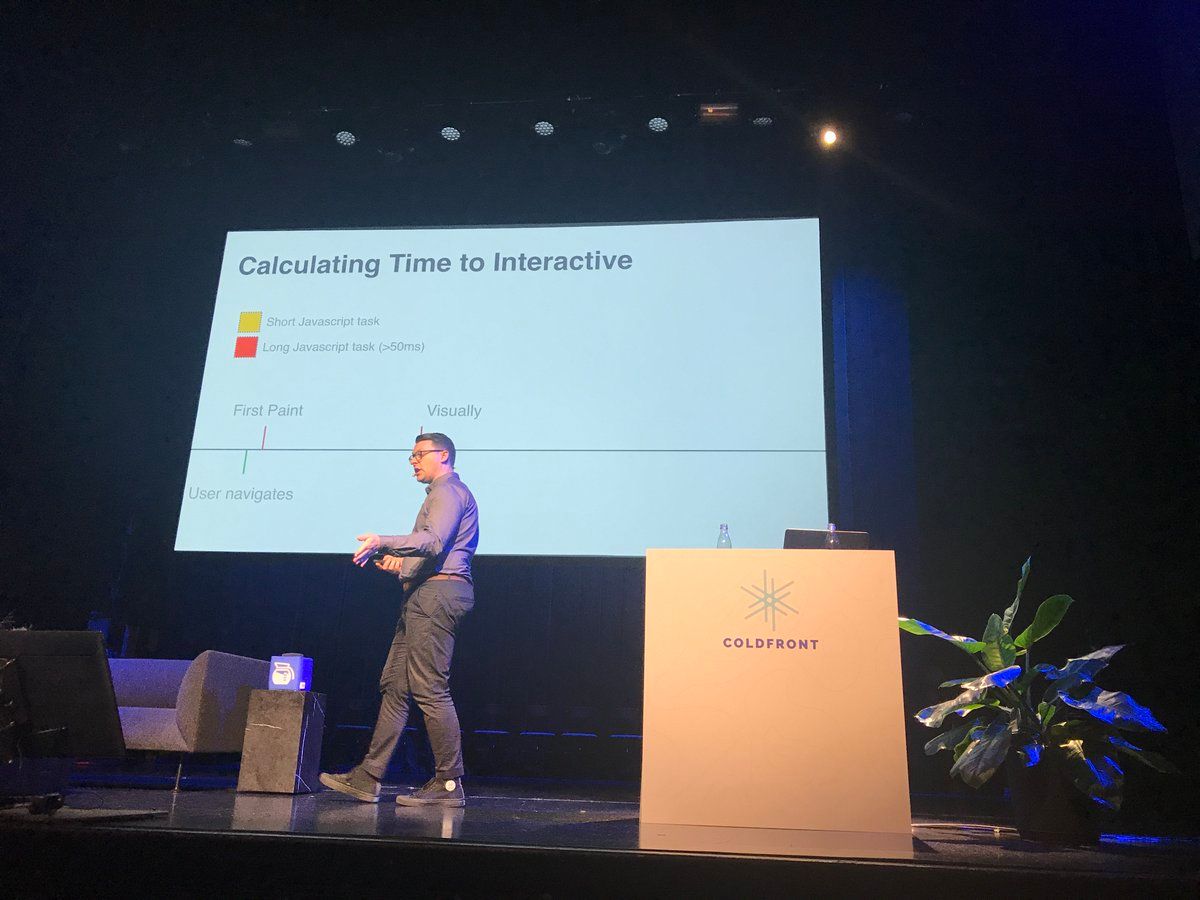 Calculating Time to Interactive
Short Javascript task
Long Javascript task (>50ms)
First Paint
Visually
User navigates
COLDFRONT